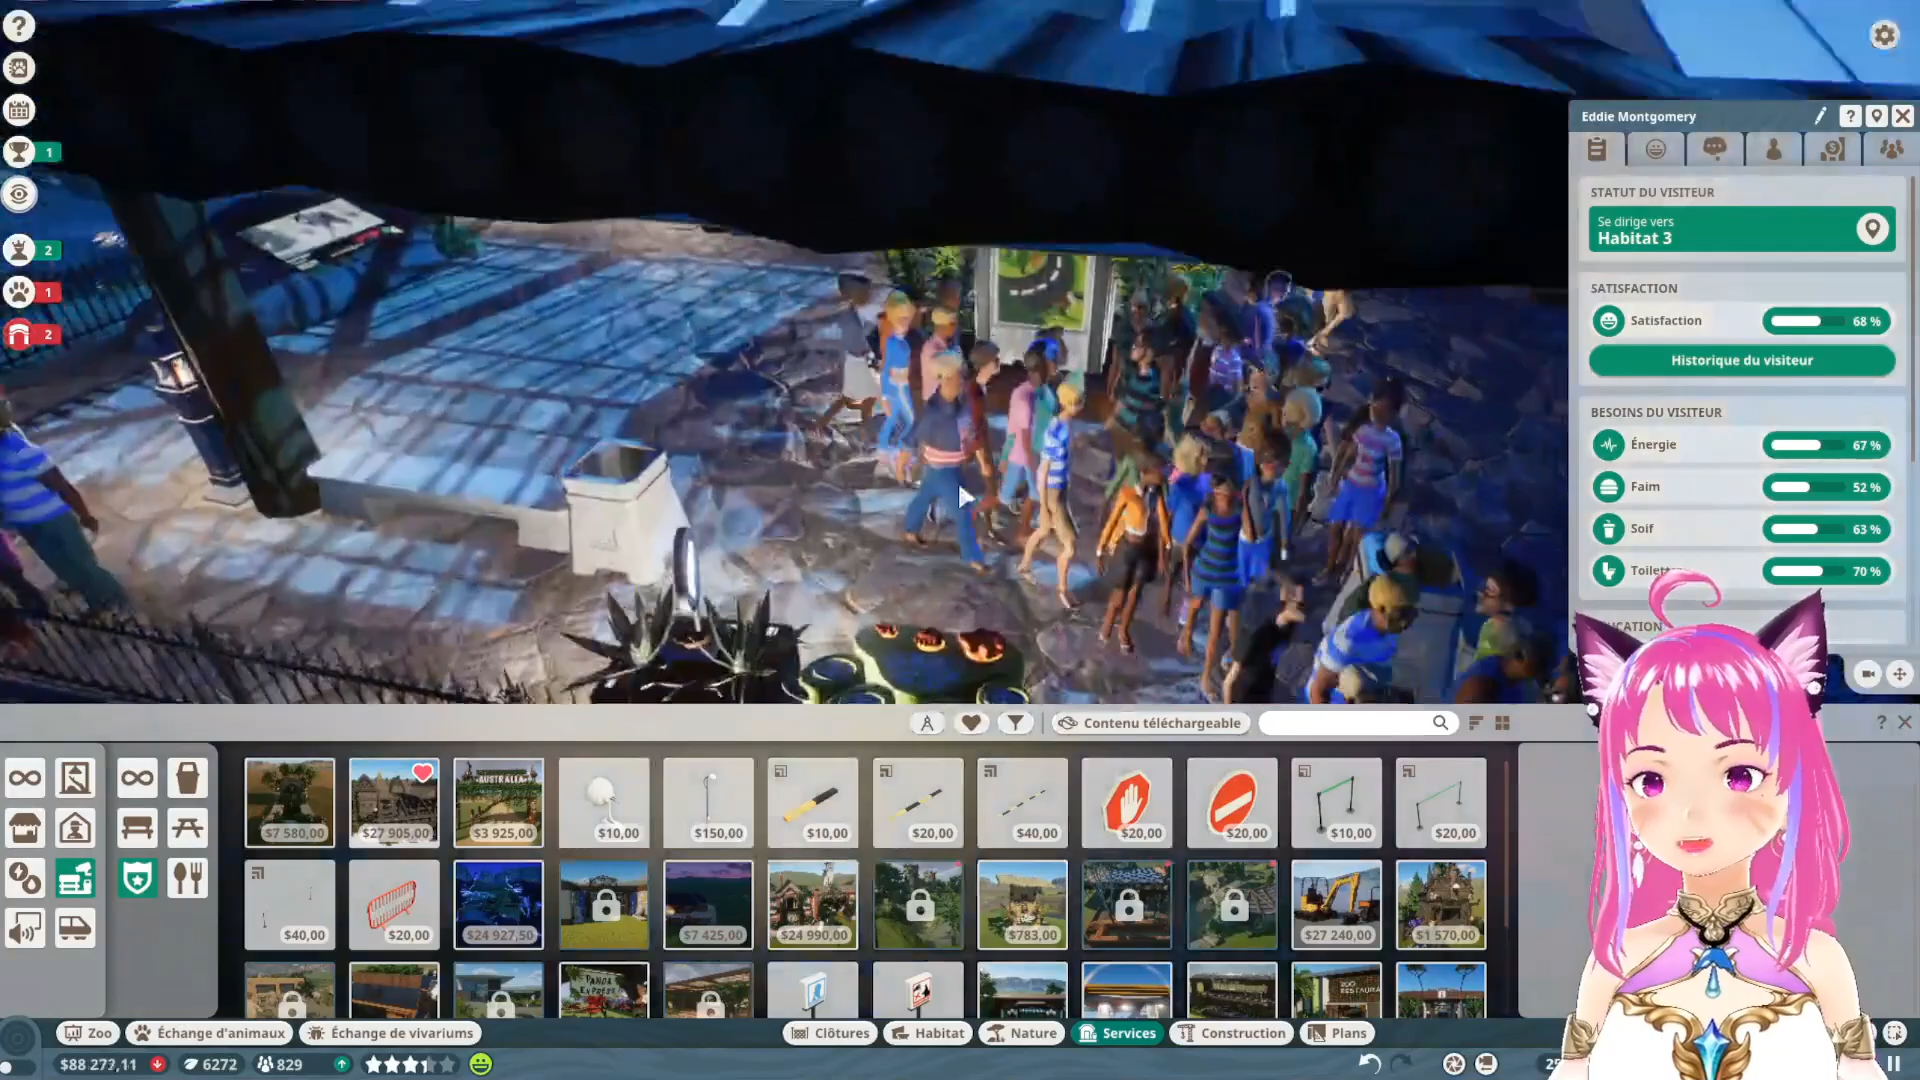 1
2
1
2
Eddie Montgomery
?
STATUT DU VISITEUR
Se dirige vers
Habitat 3
SATISFACTION
Satisfaction
68 %
Historique du visiteur
BESOINS DU VISITEUR
Énergie
67 %
Faim
52 %
Soif
63 %
70 %
Contenu téléchargeable
?
AUSTRALIA
$7 580,00
$27 905,00
$3 925,00
$10,00
$150,00
$10,00
$20,00
$40,00
$20,00
$20,00
$10,00
$20,00
$40,00
$20,00
$24 927,50
$7 425,00
$24 990,00
$783,00
$27 240,00
$1 570,00
PANDA EXPRESS
ZOO
Zoo
Échange d'animaux
Échange de vivariums
Clôtures
Habitat
Nature
Services
Construction
Plans
$88 273,11
6272
829